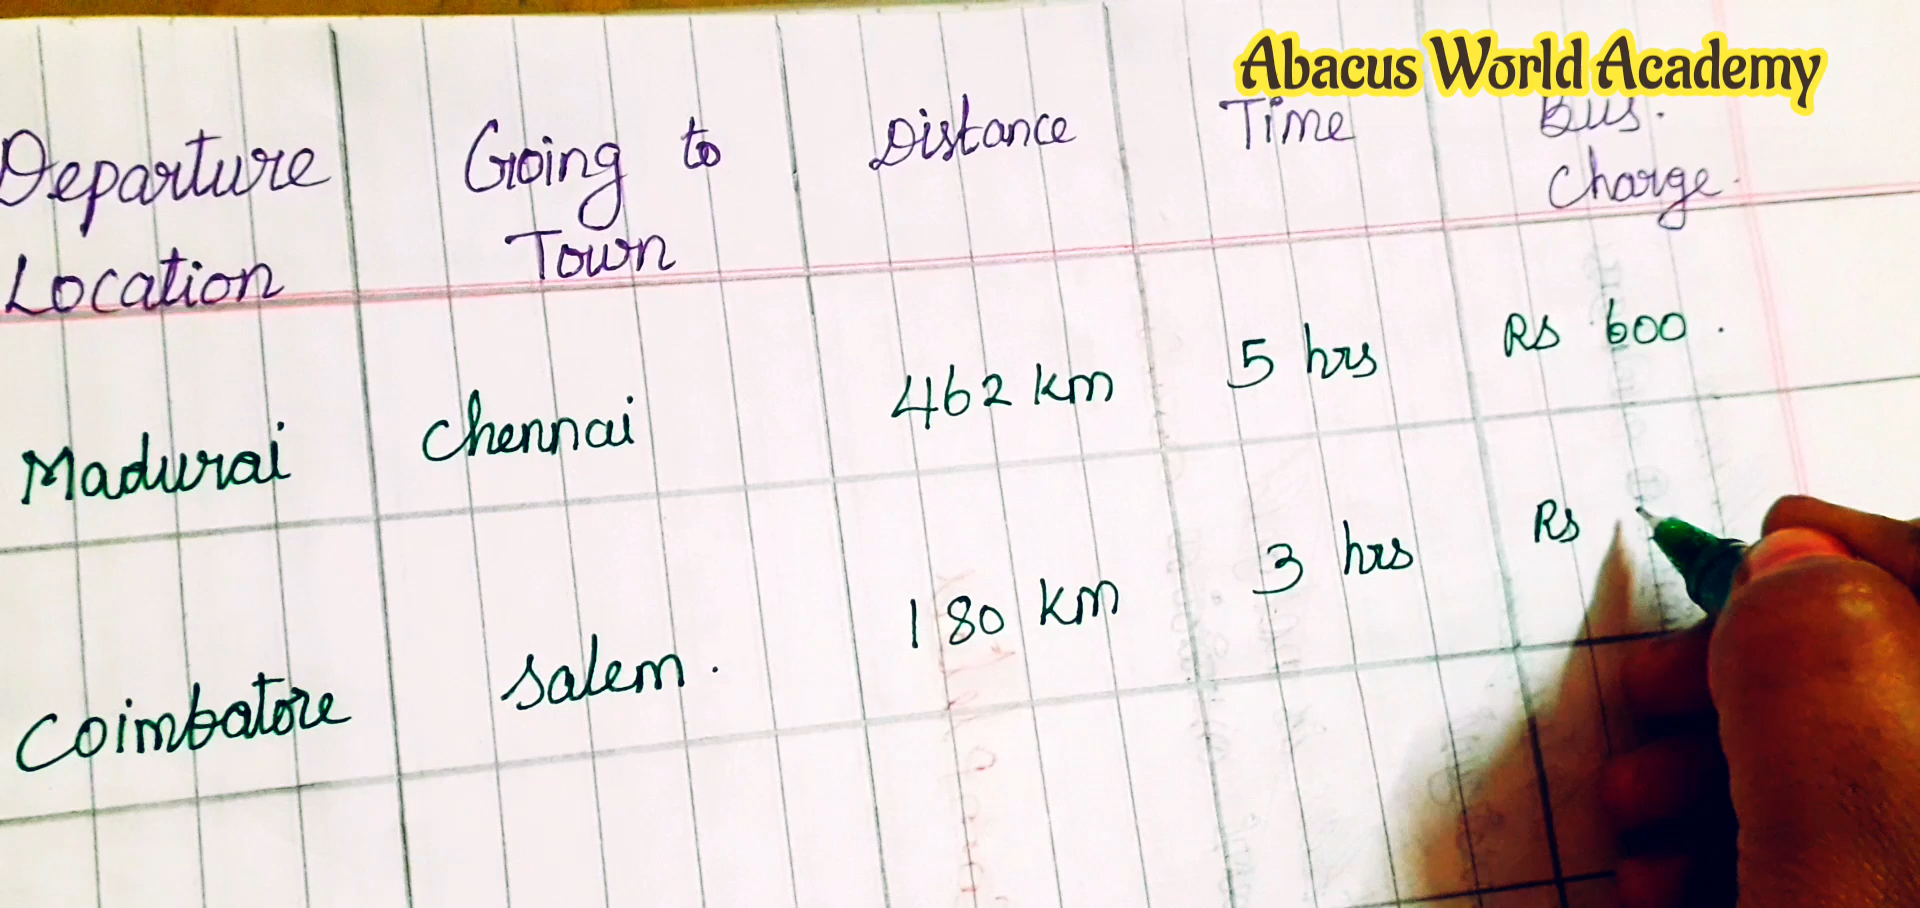 Abacus World Academy
Departure Location
Going to Town
Distance
Time
Bus. Charge.
Madurai Chennai 462 km 5 hrs Rs 600.
Coimbatore Salem. 180 km 3 hrs Rs